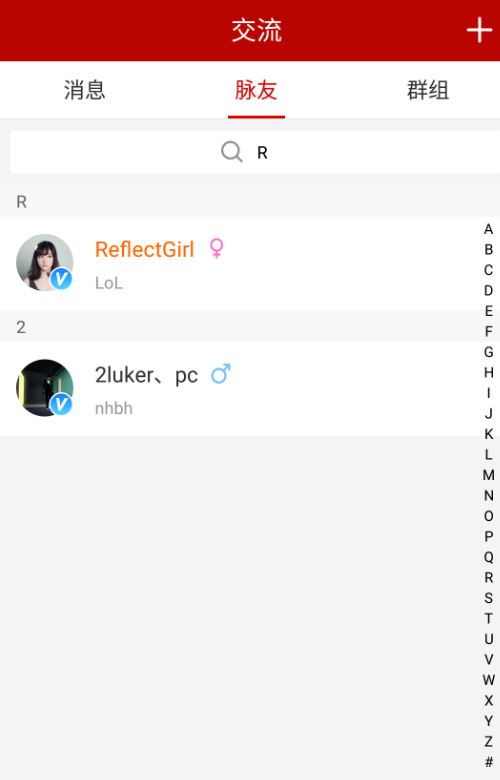 交流
消息 脉友 群组
R
R
ReflectGirl
LoL
2
2luker、pc
nhbh
A
B
C
D
E
F
G
H
I
J
K
L
M
N
O
P
Q
R
S
T
U
V
W
X
Y
Z
#